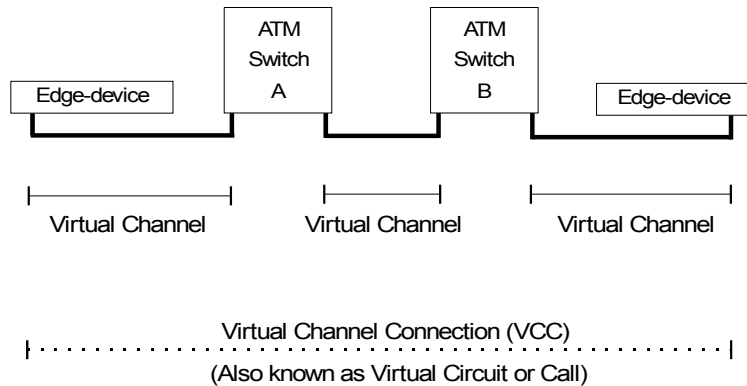 ATM
Switch
A
ATM
Switch
B
Edge-device
Edge-device
Virtual Channel
Virtual Channel
Virtual Channel
Virtual Channel Connection (VCC)
(Also known as Virtual Circuit or Call)